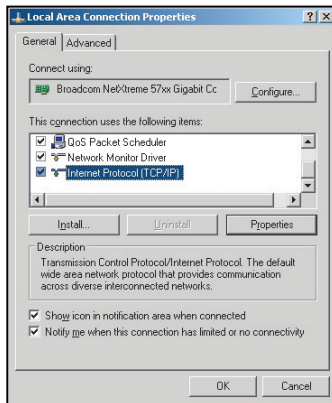 Local Area Connection Properties
General Advanced
Connect using:
Broadcom NetXtreme 57xx Gigabit Cc
Configure...
This connection uses the following items:
QoS Packet Scheduler
Network Monitor Driver
Internet Protocol (TCP/IP)
Install... Uninstall Properties
Description
Transmission Control Protocol/Internet Protocol. The default
wide area network protocol that provides communication
across diverse interconnected networks.
Show icon in notification area when connected
Notify me when this connection has limited or no connectivity
OK Cancel